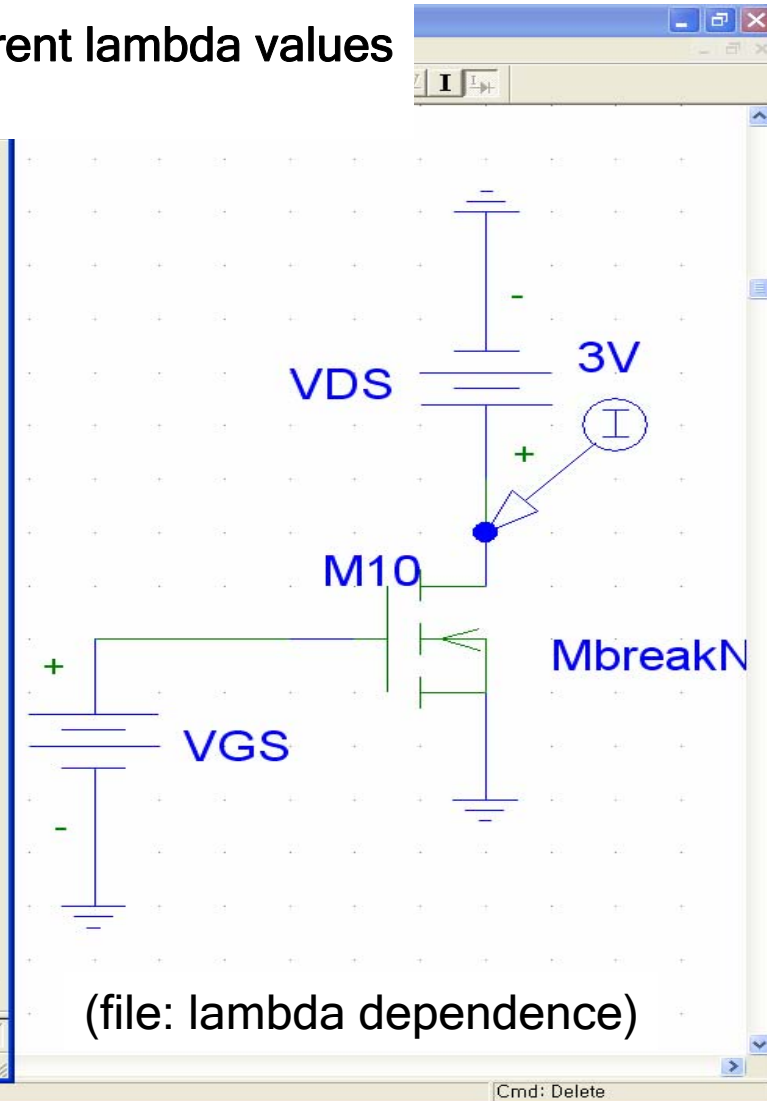 rent lambda values
I
-
3V
VDS
I
+
M10
+
MbreakN
VGS
-
(file: lambda dependence)
Cmd: Delete